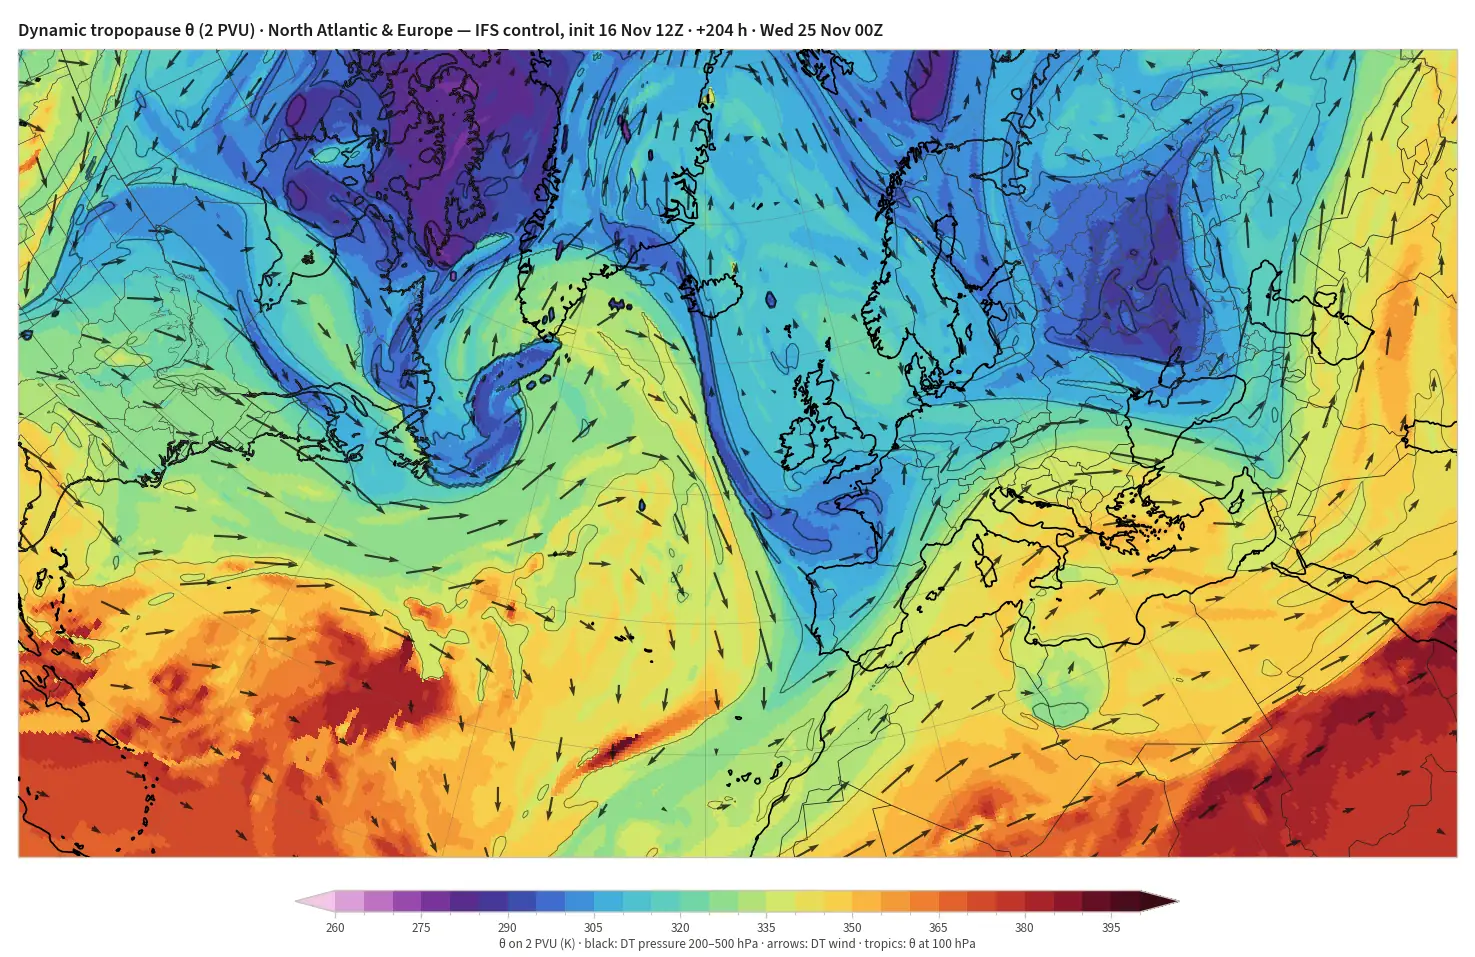 Dynamic tropopause θ (2 PVU) · North Atlantic & Europe — IFS control, init 16 Nov 12Z · +204 h · Wed 25 Nov 00Z
260 275 290 305 320 335 350 365 380 395
θ on 2 PVU (K) · black: DT pressure 200–500 hPa · arrows: DT wind · tropics: θ at 100 hPa